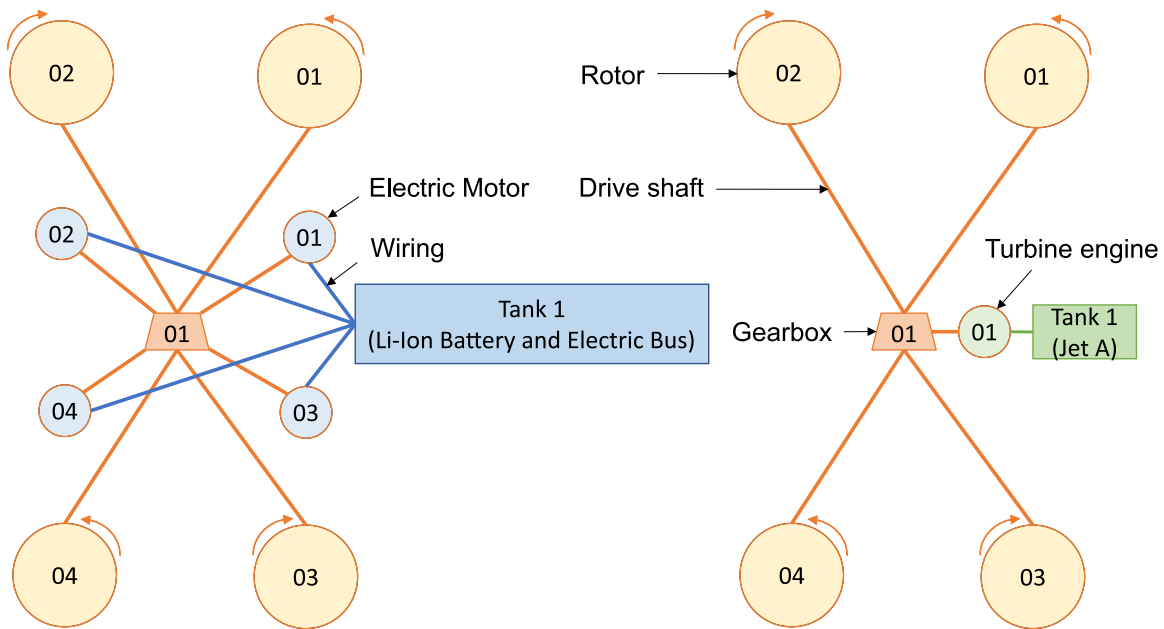 02
01
Electric Motor
02
01
Wiring
Tank 1
(Li-Ion Battery and Electric Bus)
01
04
03
04
03
Rotor
02
01
Drive shaft
Turbine engine
Gearbox
01
01
Tank 1
(Jet A)
04
03